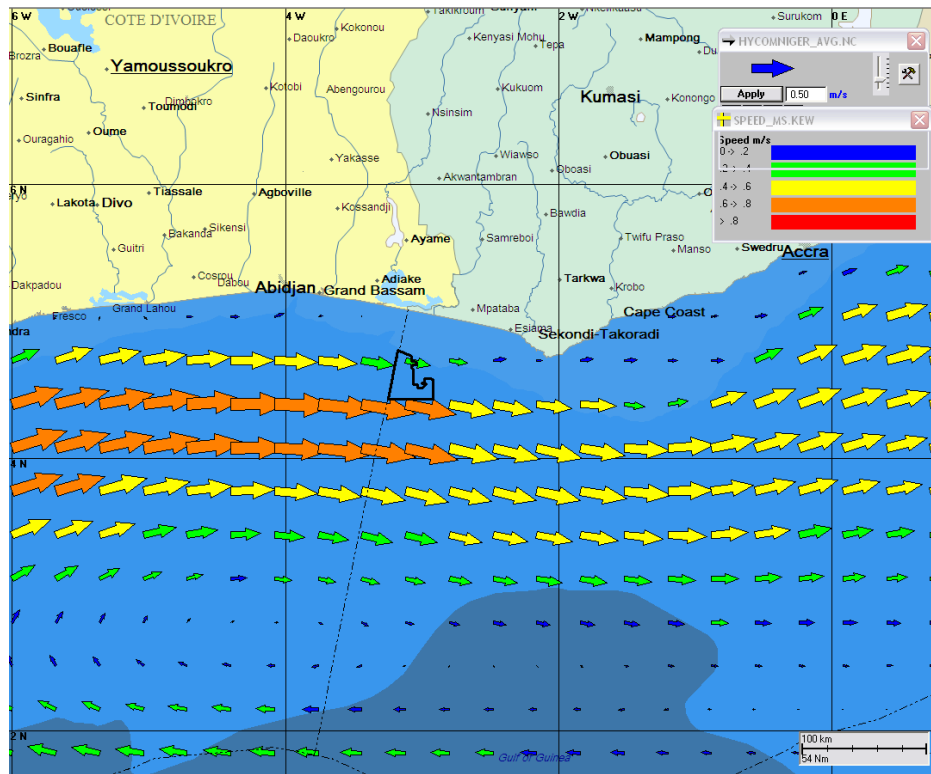 6 W
COTE D'IVOIRE
4 W
Kokonou
Daoukro
2 W
Surukom
0 E
Bouafle
Kenyasi Mohu
Tepa
Mampong
HYCOMNIGER_AVG.NC
Brozra
Yamoussoukro
Kotobi
Abengourou
Kukuom
Kumasi
Konongo
Apply
0.50
m/s
Sinfra
Toumodi
Dimbokro
Nsinsim
SPEED_MS.KEW
Speed m/s
Ouragahio
Oume
Yakasse
Wiawso
Obuasi
0 -> .2
.2 -> .4
.4 -> .6
.6 -> .8
> .8
Oboasi
Akwantambran
Tiassale
Agboville
Lakota
Divo
Kossandji
Bawdia
Guitri
Bakanda
Sikensi
Ayame
Samreboi
Twifu Praso
Manso
Swedru
Accra
Dakpadou
Cosrou
Dabou
Abidjan
Grand Bassam
Adiake
Tarkwa
Krobo
Grand Lahou
Fresco
Mpataba
Esiama
Cape Coast
Sekondi-Takoradi
4 N
2 N
Gulf of Guinea
100 km
54 Nm